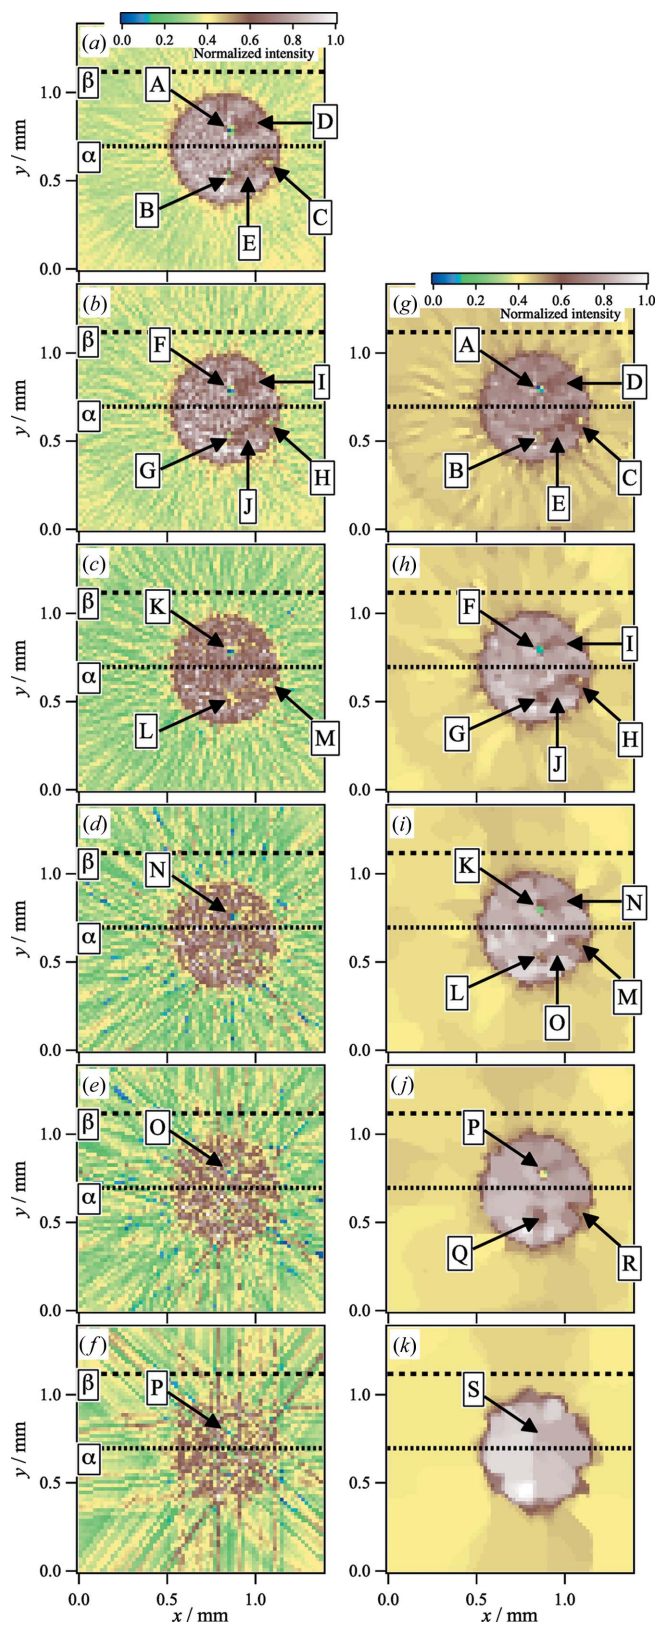 (a)
0.0 0.2 0.4 0.6 0.8 1.0
Normalized intensity
β
A
D
1.0
α
0.5
B
E
C
0.0
y / mm
(b)
β
F
I
1.0
α
0.5
G
J
H
0.0
y / mm
(g)
0.0 0.2 0.4 0.6 0.8 1.0
Normalized intensity
A
D
B
E
C
(c)
β
K
1.0
α
0.5
L
M
0.0
y / mm
(h)
F
I
G
J
H
(d)
β
N
1.0
α
0.5
0.0
y / mm
(i)
K
N
L
O
M
(e)
β
O
1.0
α
0.5
0.0
y / mm
(j)
P
Q
R
(f)
β
P
1.0
α
0.5
0.0
y / mm
0.0 0.5 1.0
x / mm
(k)
S
0.0 0.5 1.0
x / mm